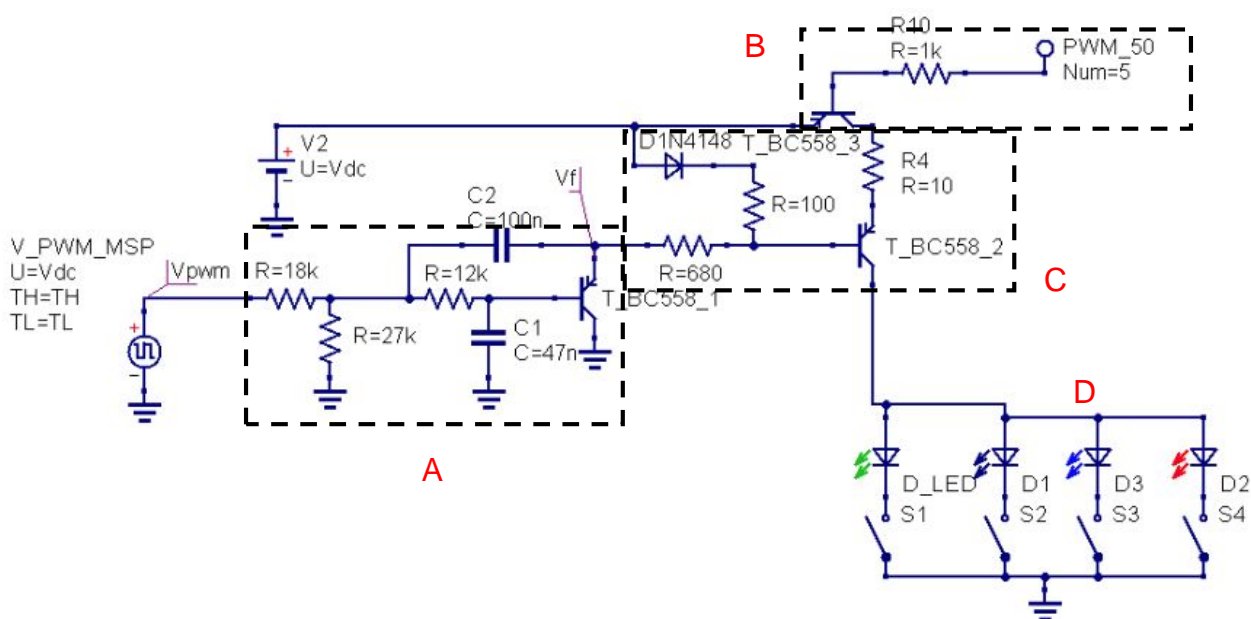 B
R10
R=1k
PWM_50
Num=5
V2
U=Vdc
+
−
D1N4148
T_BC558_3
R4
R=10
Vf
C2
C=100n
R=100
T_BC558_2
V_PWM_MSP
U=Vdc
TH=TH
TL=TL
Vpwm
R=18k
R=12k
R=680
T_BC558_1
C
R=27k
C1
C=47n
+
−
A
D
D_LED
D1
D3
D2
S1
S2
S3
S4